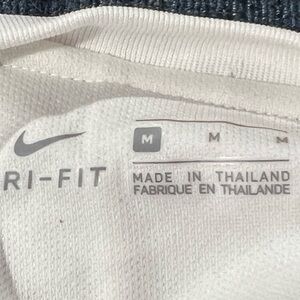 M M M
RI-FIT MADE IN THAILAND
FABRIQUE EN THAILANDE